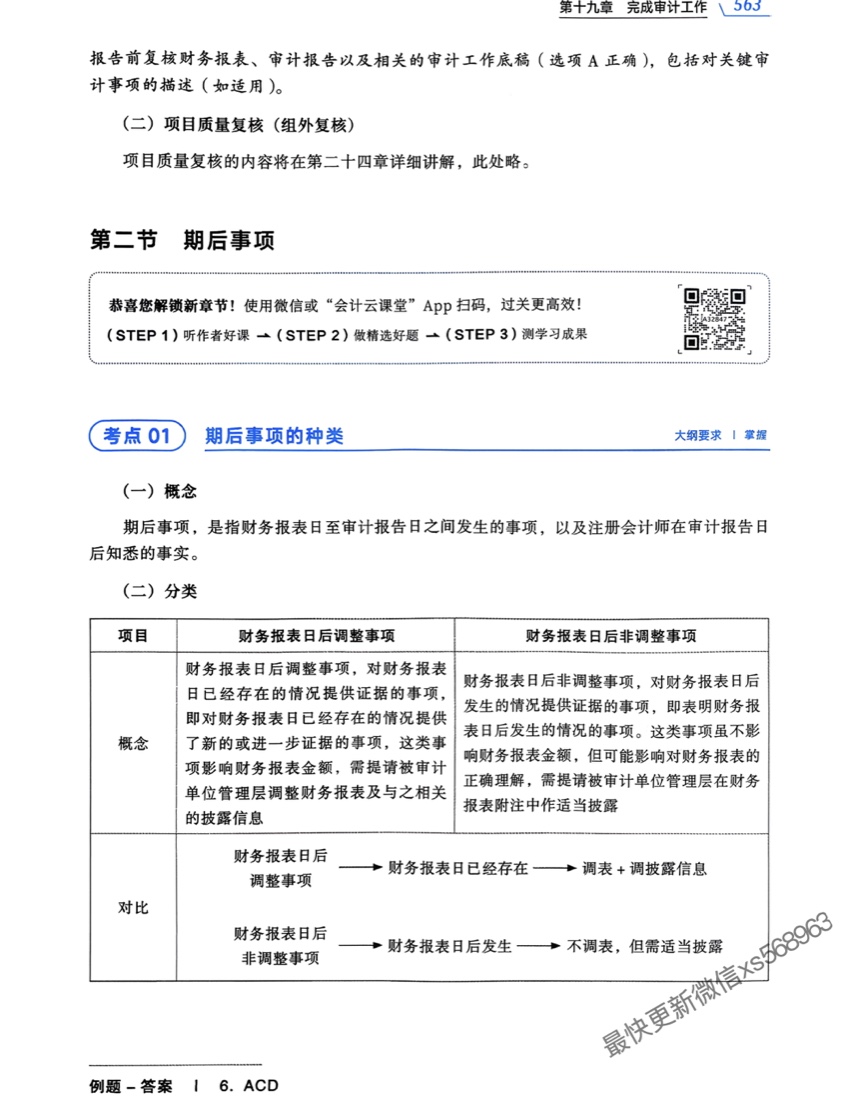 第十九章 完成审计工作 563
报告前复核财务报表、审计报告以及相关的审计工作底稿（选项 A 正确），包括对关键审
计事项的描述（如适用）。
（二）项目质量复核（组外复核）
项目质量复核的内容将在第二十四章详细讲解，此处略。
第二节 期后事项
恭喜您解锁新章节！使用微信或“会计云课堂”App 扫码，过关更高效！
（STEP 1）听作者好课 → （STEP 2）做精选好题 → （STEP 3）测学习成果
A32847
考点 01 期后事项的种类 大纲要求 | 掌握
（一）概念
期后事项，是指财务报表日至审计报告日之间发生的事项，以及注册会计师在审计报告日
后知悉的事实。
（二）分类
项目 财务报表日后调整事项 财务报表日后非调整事项
概念
财务报表日后调整事项，对财务报表
日已经存在的情况提供证据的事项，
即对财务报表日已经存在的情况提供
了新的或进一步证据的事项，这类事
项影响财务报表金额，需提请被审计
单位管理层调整财务报表及与之相关
的披露信息
财务报表日后非调整事项，对财务报表日后
发生的情况提供证据的事项，即表明财务报
表日后发生的情况的事项。这类事项虽不影
响财务报表金额，但可能影响对财务报表的
正确理解，需提请被审计单位管理层在财务
报表附注中作适当披露
对比
财务报表日后
调整事项
→ 财务报表日已经存在 → 调表 + 调披露信息
财务报表日后
非调整事项
→ 财务报表日后发生 → 不调表，但需适当披露
最快更新微信xs568963
例题 – 答案 | 6. ACD